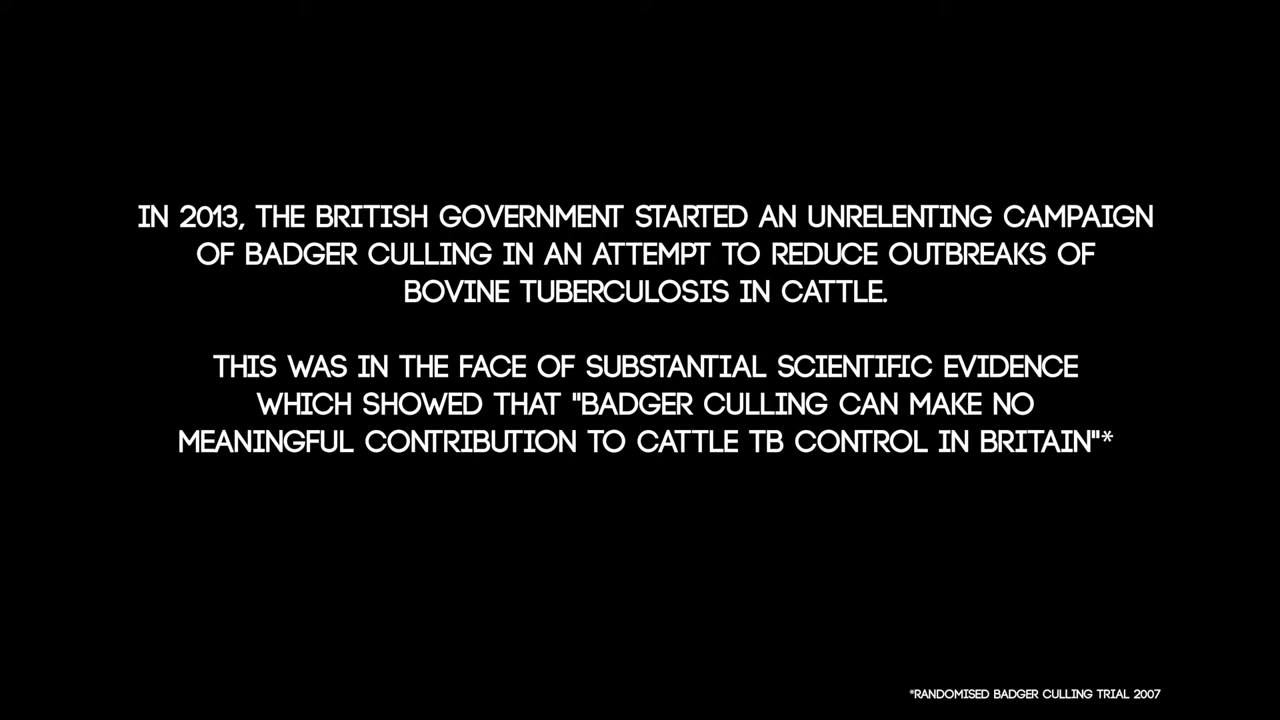 IN 2013, THE BRITISH GOVERNMENT STARTED AN UNRELENTING CAMPAIGN
OF BADGER CULLING IN AN ATTEMPT TO REDUCE OUTBREAKS OF
BOVINE TUBERCULOSIS IN CATTLE.
THIS WAS IN THE FACE OF SUBSTANTIAL SCIENTIFIC EVIDENCE
WHICH SHOWED THAT "BADGER CULLING CAN MAKE NO
MEANINGFUL CONTRIBUTION TO CATTLE TB CONTROL IN BRITAIN"*
*RANDOMISED BADGER CULLING TRIAL 2007